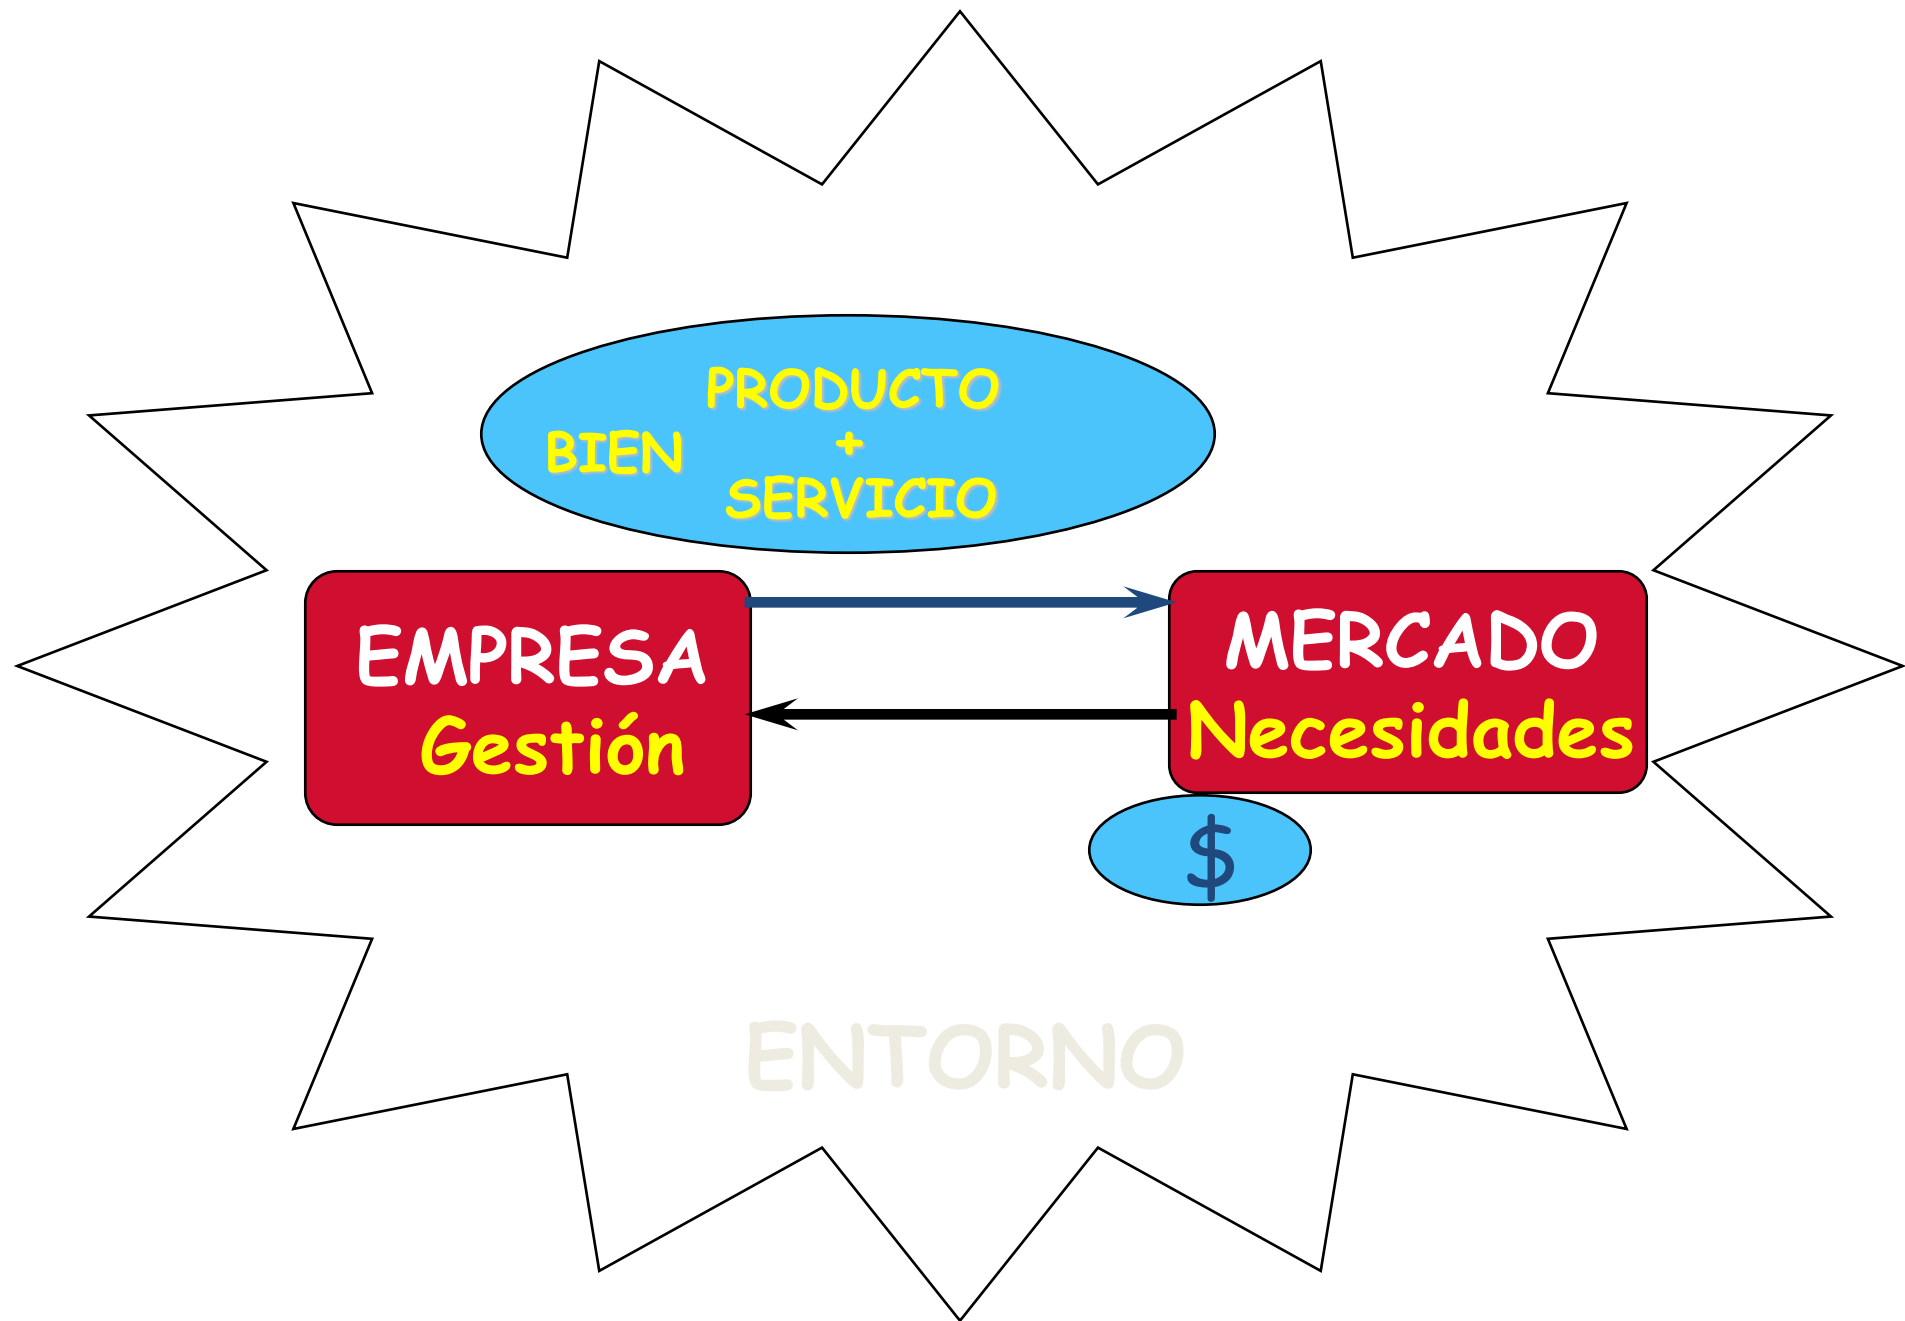 PRODUCTO
BIEN +
SERVICIO
EMPRESA
Gestión
MERCADO
Necesidades
$
ENTORNO